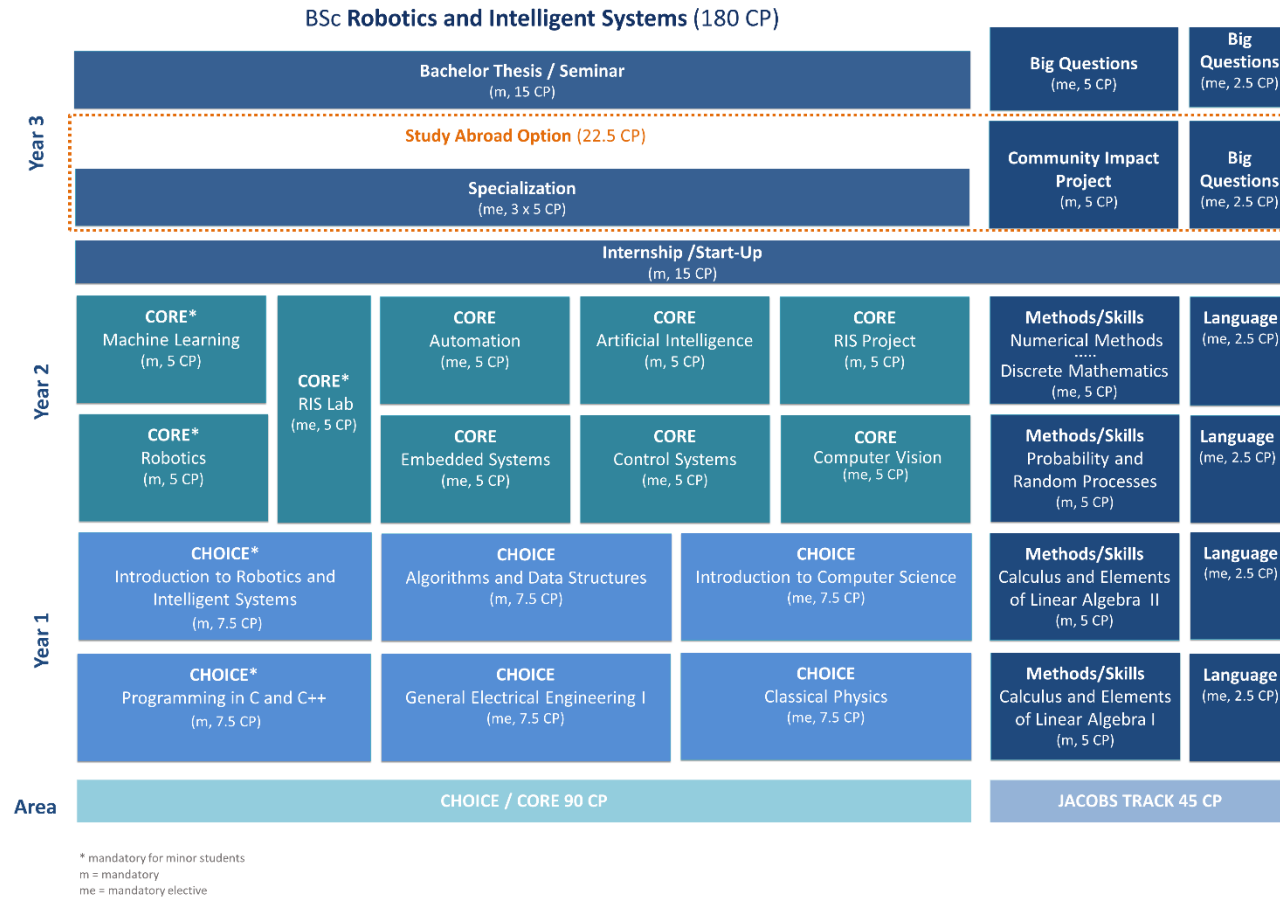 BSc Robotics and Intelligent Systems (180 CP)
Year 3
Bachelor Thesis / Seminar
(m, 15 CP)
Big Questions
(me, 5 CP)
Big
Questions
(me, 2.5 CP)
Study Abroad Option (22.5 CP)
Specialization
(me, 3 x 5 CP)
Community Impact
Project
(m, 5 CP)
Big
Questions
(me, 2.5 CP)
Internship /Start-Up
(m, 15 CP)
Year 2
CORE*
Machine Learning
(m, 5 CP)
CORE*
RIS Lab
(me, 5 CP)
CORE
Automation
(me, 5 CP)
CORE
Artificial Intelligence
(m, 5 CP)
CORE
RIS Project
(m, 5 CP)
Methods/Skills
Numerical Methods
.....
Discrete Mathematics
(me, 5 CP)
Language
(me, 2.5 CP)
CORE*
Robotics
(m, 5 CP)
CORE
Embedded Systems
(me, 5 CP)
CORE
Control Systems
(me, 5 CP)
CORE
Computer Vision
(me, 5 CP)
Methods/Skills
Probability and
Random Processes
(m, 5 CP)
Language
(me, 2.5 CP)
Year 1
CHOICE*
Introduction to Robotics and
Intelligent Systems
(m, 7.5 CP)
CHOICE
Algorithms and Data Structures
(m, 7.5 CP)
CHOICE
Introduction to Computer Science
(me, 7.5 CP)
Methods/Skills
Calculus and Elements
of Linear Algebra II
(m, 5 CP)
Language
(me, 2.5 CP)
CHOICE*
Programming in C and C++
(m, 7.5 CP)
CHOICE
General Electrical Engineering I
(me, 7.5 CP)
CHOICE
Classical Physics
(me, 7.5 CP)
Methods/Skills
Calculus and Elements
of Linear Algebra I
(m, 5 CP)
Language
(me, 2.5 CP)
Area
CHOICE / CORE 90 CP
JACOBS TRACK 45 CP
* mandatory for minor students
m = mandatory
me = mandatory elective